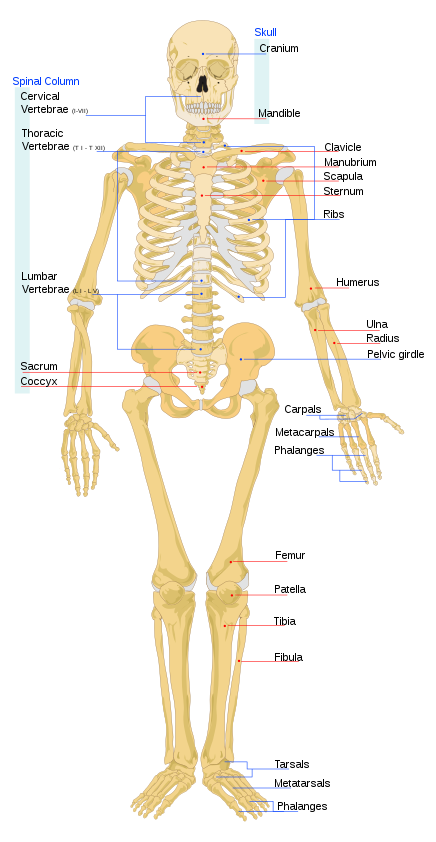 Skull
Cranium
Spinal Column
Cervical
Vertebrae (I-VII)
Mandible
Thoracic
Vertebrae (T I - T XII)
Clavicle
Manubrium
Scapula
Sternum
Ribs
Lumbar
Vertebrae (L I - L V)
Humerus
Ulna
Radius
Pelvic girdle
Sacrum
Coccyx
Carpals
Metacarpals
Phalanges
Femur
Patella
Tibia
Fibula
Tarsals
Metatarsals
Phalanges